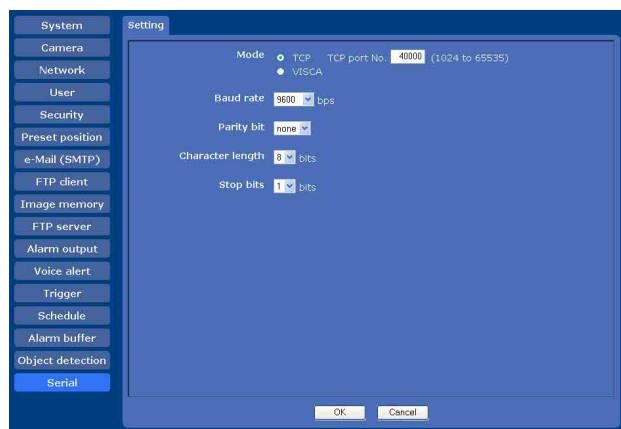 System
Camera
Network
User
Security
Preset position
e-Mail (SMTP)
FTP client
Image memory
FTP server
Alarm output
Voice alert
Trigger
Schedule
Alarm buffer
Object detection
Serial
Setting
Mode TCP TCP port No. 40000 (1024 to 65535)
VISCA
Baud rate 9600 bps
Parity bit none
Character length 8 bits
Stop bits 1 bits
OK Cancel